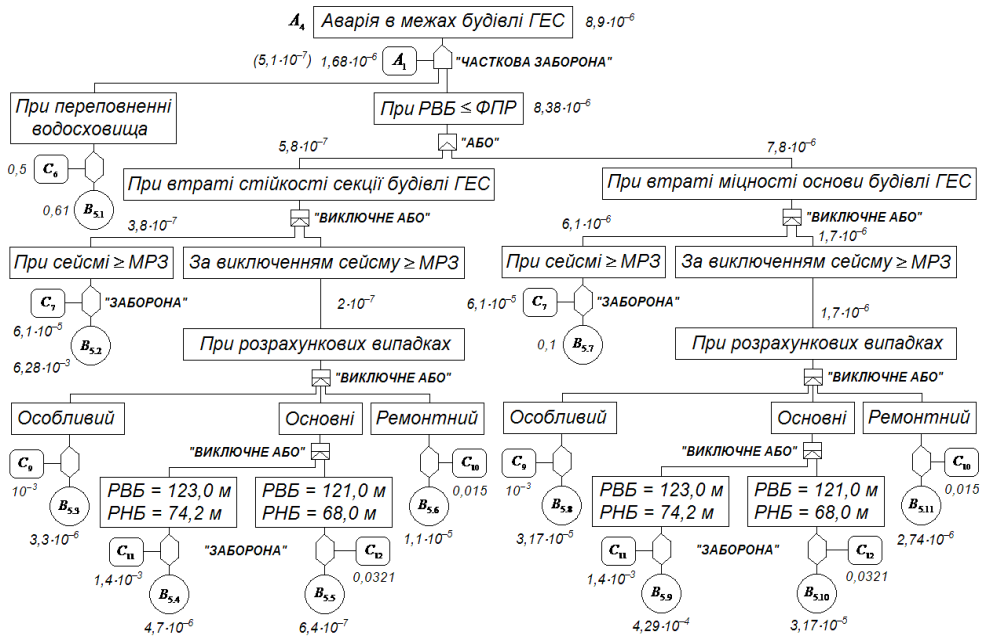 A₄ Аварія в межах будівлі ГЕС 8,9·10⁻⁶
(5,1·10⁻⁷) 1,68·10⁻⁶ A₁ "ЧАСТКОВА ЗАБОРОНА"
При переповненні
водосховища
При РВБ ≤ ФПР 8,38·10⁻⁶
"АБО"
5,8·10⁻⁷ 7,8·10⁻⁶
0,5 C₆
0,61 B₅.₁
При втраті стійкості секції будівлі ГЕС
При втраті міцності основи будівлі ГЕС
"ВИКЛЮЧНЕ АБО" "ВИКЛЮЧНЕ АБО"
3,8·10⁻⁷ 6,1·10⁻⁶ 1,7·10⁻⁶
При сейсмі ≥ МРЗ За виключенням сейсму ≥ МРЗ
При сейсмі ≥ МРЗ За виключенням сейсму ≥ МРЗ
C₇ "ЗАБОРОНА" 2·10⁻⁷
6,1·10⁻⁵ C₇ "ЗАБОРОНА" 1,7·10⁻⁶
6,1·10⁻⁵
6,28·10⁻³ B₅.₂
0,1 B₅.₇
При розрахункових випадках
При розрахункових випадках
"ВИКЛЮЧНЕ АБО" "ВИКЛЮЧНЕ АБО"
Особливий Основні Ремонтний
Особливий Основні Ремонтний
"ВИКЛЮЧНЕ АБО" "ВИКЛЮЧНЕ АБО"
C₉ C₁₀ C₉ C₁₀
10⁻³ 0,015 10⁻³ 0,015
РВБ = 123,0 м
РНБ = 74,2 м
РВБ = 121,0 м
РНБ = 68,0 м
РВБ = 123,0 м
РНБ = 74,2 м
РВБ = 121,0 м
РНБ = 68,0 м
B₅.₃ B₅.₆ B₅.₈ B₅.₁₁
3,3·10⁻⁶ 1,1·10⁻⁵ 3,17·10⁻⁵ 2,74·10⁻⁶
C₁₁ "ЗАБОРОНА" C₁₂ C₁₁ "ЗАБОРОНА" C₁₂
1,4·10⁻³ 0,0321 1,4·10⁻³ 0,0321
B₅.₄ B₅.₅ B₅.₉ B₅.₁₀
4,7·10⁻⁶ 6,4·10⁻⁷ 4,29·10⁻⁴ 3,17·10⁻⁵